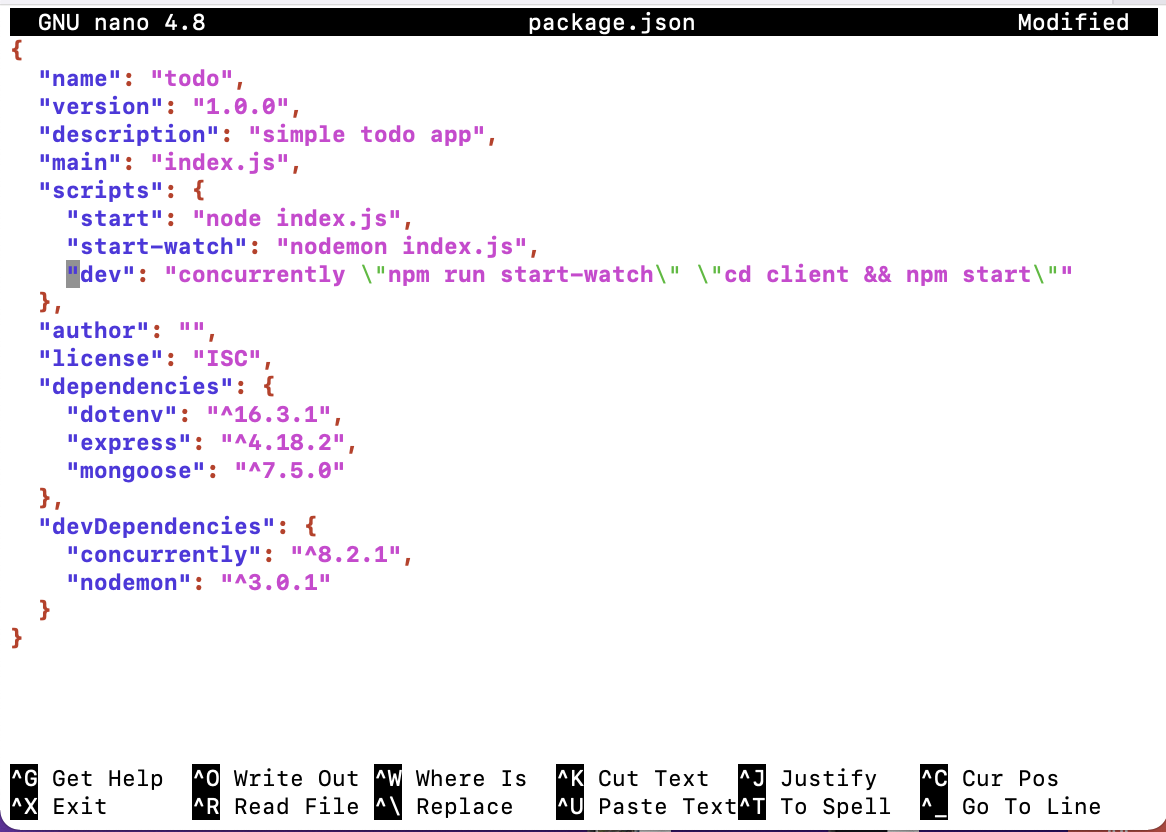 GNU nano 4.8 package.json Modified
{
  "name": "todo",
  "version": "1.0.0",
  "description": "simple todo app",
  "main": "index.js",
  "scripts": {
    "start": "node index.js",
    "start-watch": "nodemon index.js",
    "dev": "concurrently \"npm run start-watch\" \"cd client && npm start\""
  },
  "author": "",
  "license": "ISC",
  "dependencies": {
    "dotenv": "^16.3.1",
    "express": "^4.18.2",
    "mongoose": "^7.5.0"
  },
  "devDependencies": {
    "concurrently": "^8.2.1",
    "nodemon": "^3.0.1"
  }
}
^G Get Help ^O Write Out ^W Where Is ^K Cut Text ^J Justify ^C Cur Pos
^X Exit ^R Read File ^\ Replace ^U Paste Text ^T To Spell ^_ Go To Line